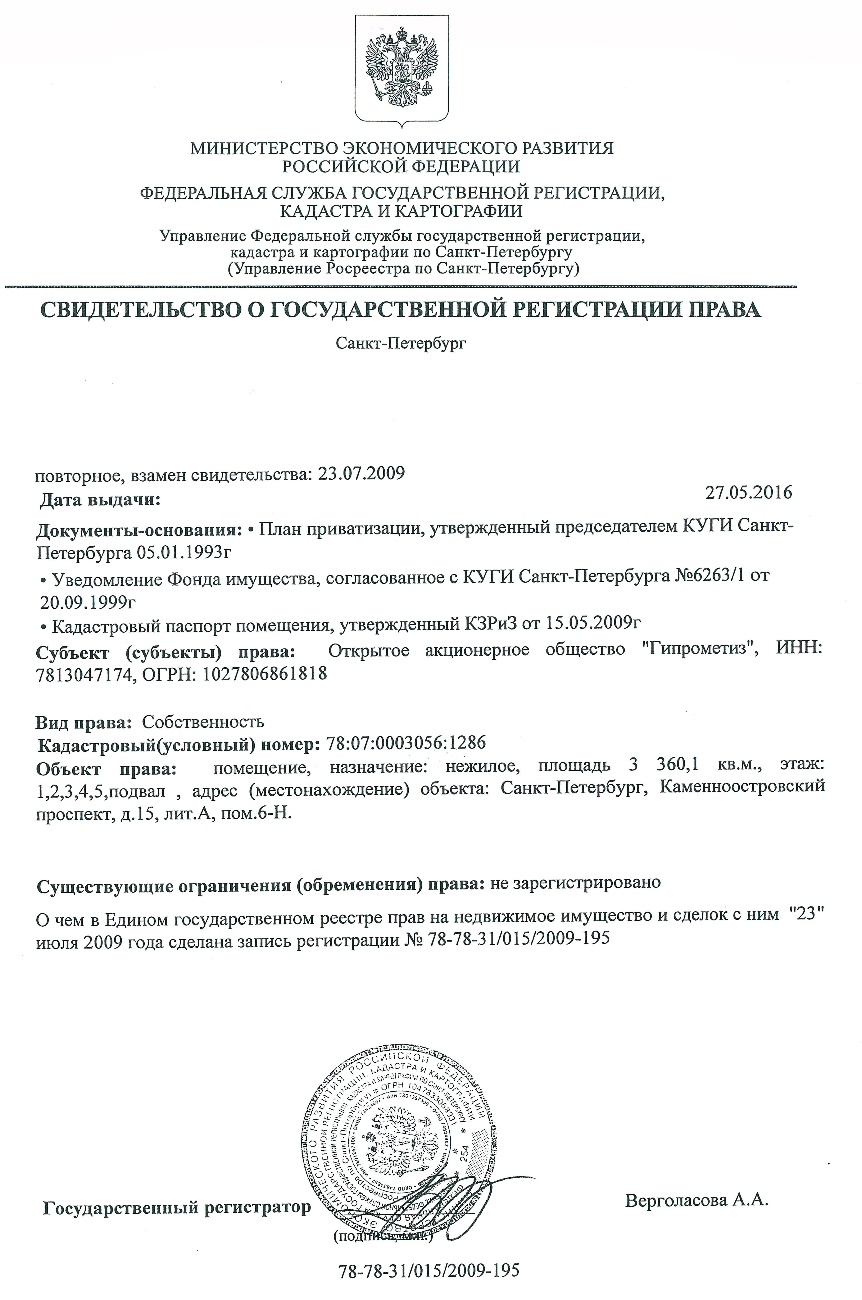 МИНИСТЕРСТВО ЭКОНОМИЧЕСКОГО РАЗВИТИЯ
РОССИЙСКОЙ ФЕДЕРАЦИИ
ФЕДЕРАЛЬНАЯ СЛУЖБА ГОСУДАРСТВЕННОЙ РЕГИСТРАЦИИ,
КАДАСТРА И КАРТОГРАФИИ
Управление Федеральной службы государственной регистрации,
кадастра и картографии по Санкт-Петербургу
(Управление Росреестра по Санкт-Петербургу)
СВИДЕТЕЛЬСТВО О ГОСУДАРСТВЕННОЙ РЕГИСТРАЦИИ ПРАВА
Санкт-Петербург
повторное, взамен свидетельства: 23.07.2009
Дата выдачи: 27.05.2016
Документы-основания: • План приватизации, утвержденный председателем КУГИ Санкт-
Петербурга 05.01.1993г
• Уведомление Фонда имущества, согласованное с КУГИ Санкт-Петербурга №6263/1 от
20.09.1999г
• Кадастровый паспорт помещения, утвержденный КЗРиЗ от 15.05.2009г
Субъект (субъекты) права: Открытое акционерное общество "Гипрометиз", ИНН:
7813047174, ОГРН: 1027806861818
Вид права: Собственность
Кадастровый(условный) номер: 78:07:0003056:1286
Объект права: помещение, назначение: нежилое, площадь 3 360,1 кв.м., этаж:
1,2,3,4,5,подвал , адрес (местонахождение) объекта: Санкт-Петербург, Каменноостровский
проспект, д.15, лит.А, пом.6-Н.
Существующие ограничения (обременения) права: не зарегистрировано
О чем в Едином государственном реестре прав на недвижимое имущество и сделок с ним "23"
июля 2009 года сделана запись регистрации № 78-78-31/015/2009-195
РАЗВИТИЯ РОССИЙСКОЙ ФЕДЕРАЦИИ
КАДАСТРА И КАРТОГРАФИИ
* 254 *
Государственный регистратор Верголасова А.А.
(подпись, м.п.)
78-78-31/015/2009-195